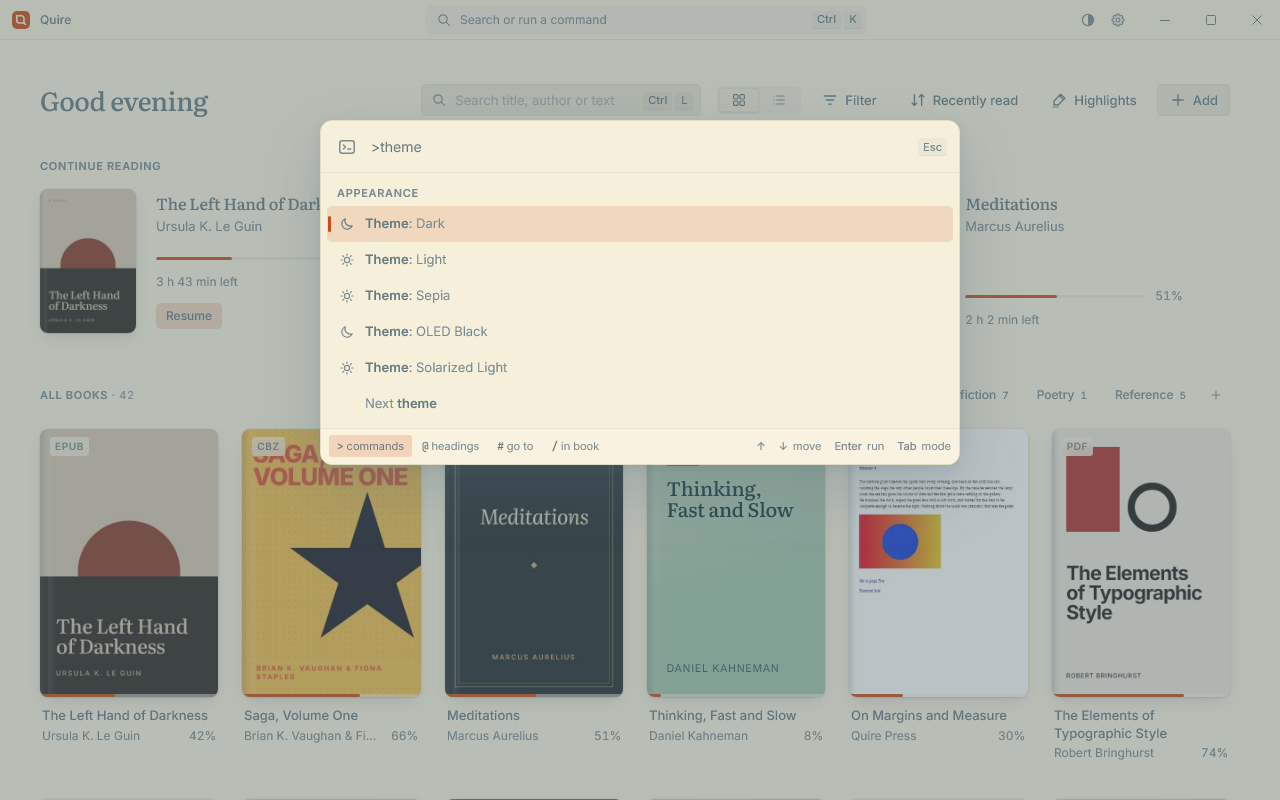 Quire
Search or run a command
Ctrl K
Good evening
Search title, author or text
Ctrl L
Filter
Recently read
Highlights
Add
>theme
Esc
APPEARANCE
Theme: Dark
Theme: Light
Theme: Sepia
Theme: OLED Black
Theme: Solarized Light
Next theme
> commands
@ headings
# go to
/ in book
↑ ↓ move
Enter run
Tab mode
CONTINUE READING
The Left Hand
of Darkness
URSULA K. LE GUIN
The Left Hand of Dark
Ursula K. Le Guin
3 h 43 min left
Resume
Meditations
Marcus Aurelius
51%
2 h 2 min left
ALL BOOKS · 42
fiction 7
Poetry 1
Reference 5
EPUB
The Left Hand
of Darkness
URSULA K. LE GUIN
The Left Hand of Darkness
Ursula K. Le Guin
42%
CBZ
SAGA,
VOLUME ONE
BRIAN K. VAUGHAN & FIONA
STAPLES
Saga, Volume One
Brian K. Vaughan & Fi...
66%
Meditations
MARCUS AURELIUS
Meditations
Marcus Aurelius
51%
Thinking,
Fast and Slow
DANIEL KAHNEMAN
Thinking, Fast and Slow
Daniel Kahneman
8%
On Margins and Measure
Quire Press
30%
PDF
The Elements
of Typographic
Style
ROBERT BRINGHURST
The Elements of
Typographic Style
Robert Bringhurst
74%